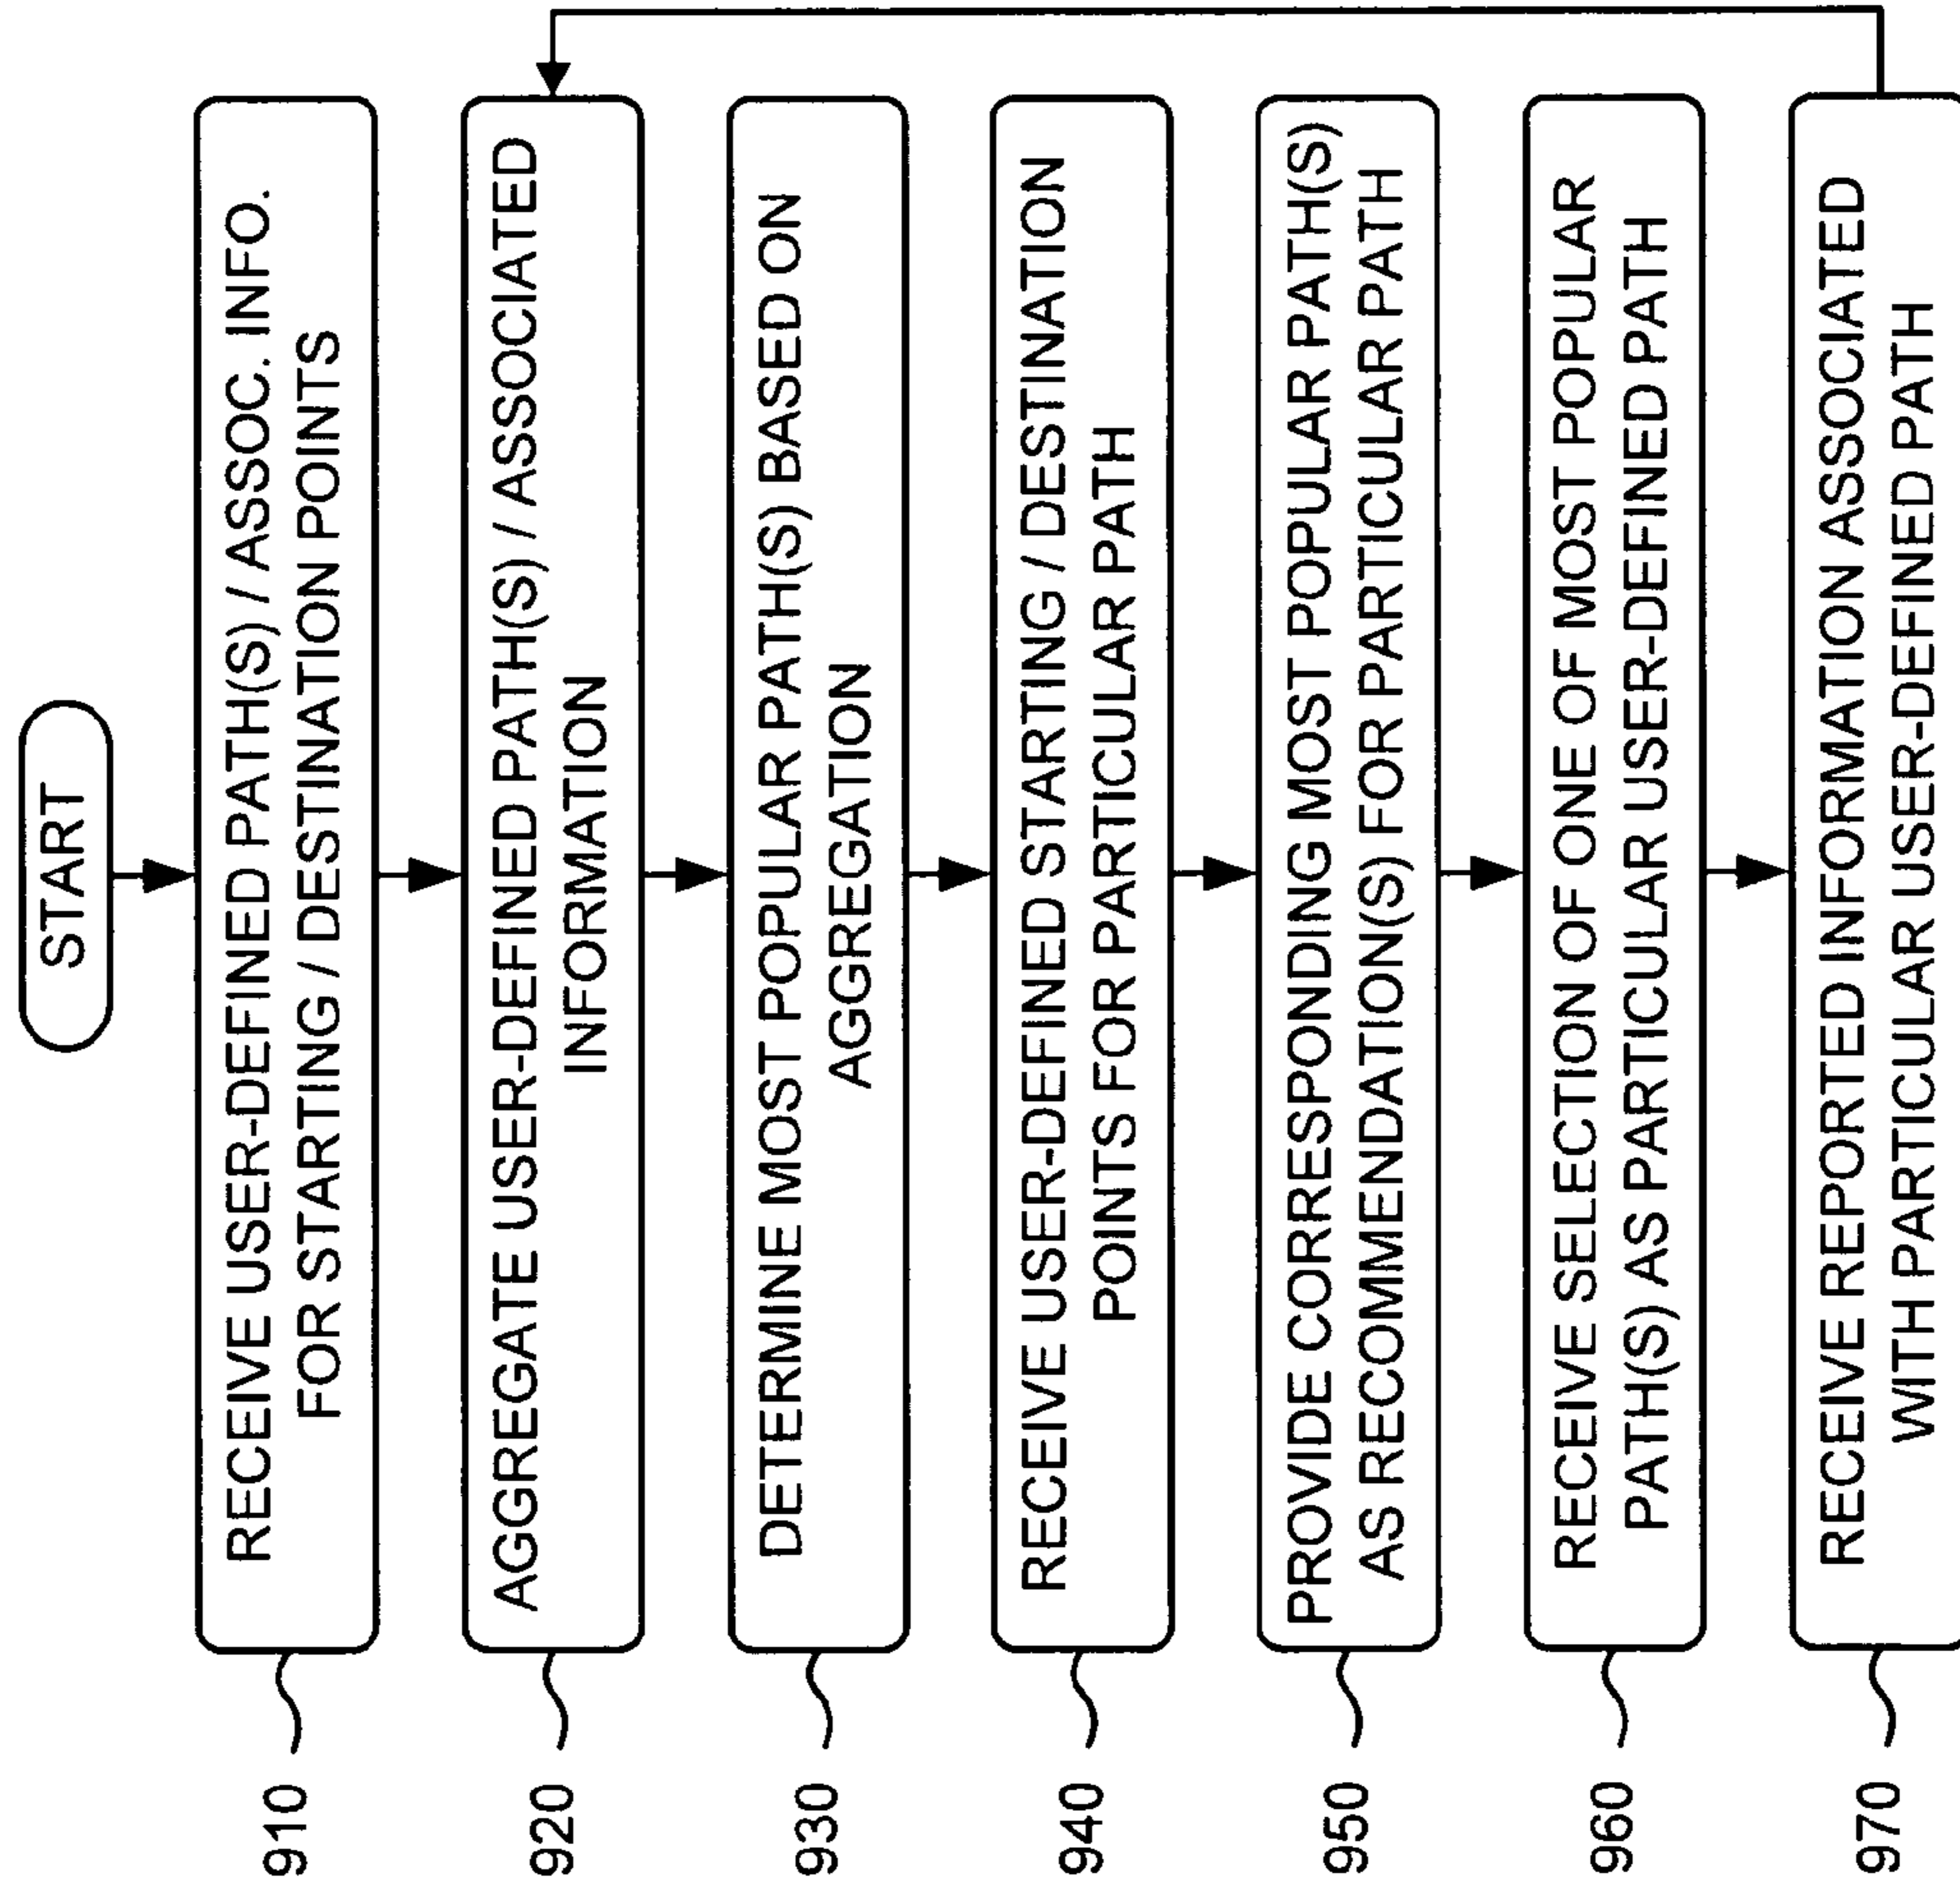 START
910
RECEIVE USER-DEFINED PATH(S) / ASSOC. INFO.
FOR STARTING / DESTINATION POINTS
920
AGGREGATE USER-DEFINED PATH(S) / ASSOCIATED
INFORMATION
930
DETERMINE MOST POPULAR PATH(S) BASED ON
AGGREGATION
940
RECEIVE USER-DEFINED STARTING / DESTINATION
POINTS FOR PARTICULAR PATH
950
PROVIDE CORRESPONDING MOST POPULAR PATH(S)
AS RECOMMENDATION(S) FOR PARTICULAR PATH
960
RECEIVE SELECTION OF ONE OF MOST POPULAR
PATH(S) AS PARTICULAR USER-DEFINED PATH
970
RECEIVE REPORTED INFORMATION ASSOCIATED
WITH PARTICULAR USER-DEFINED PATH